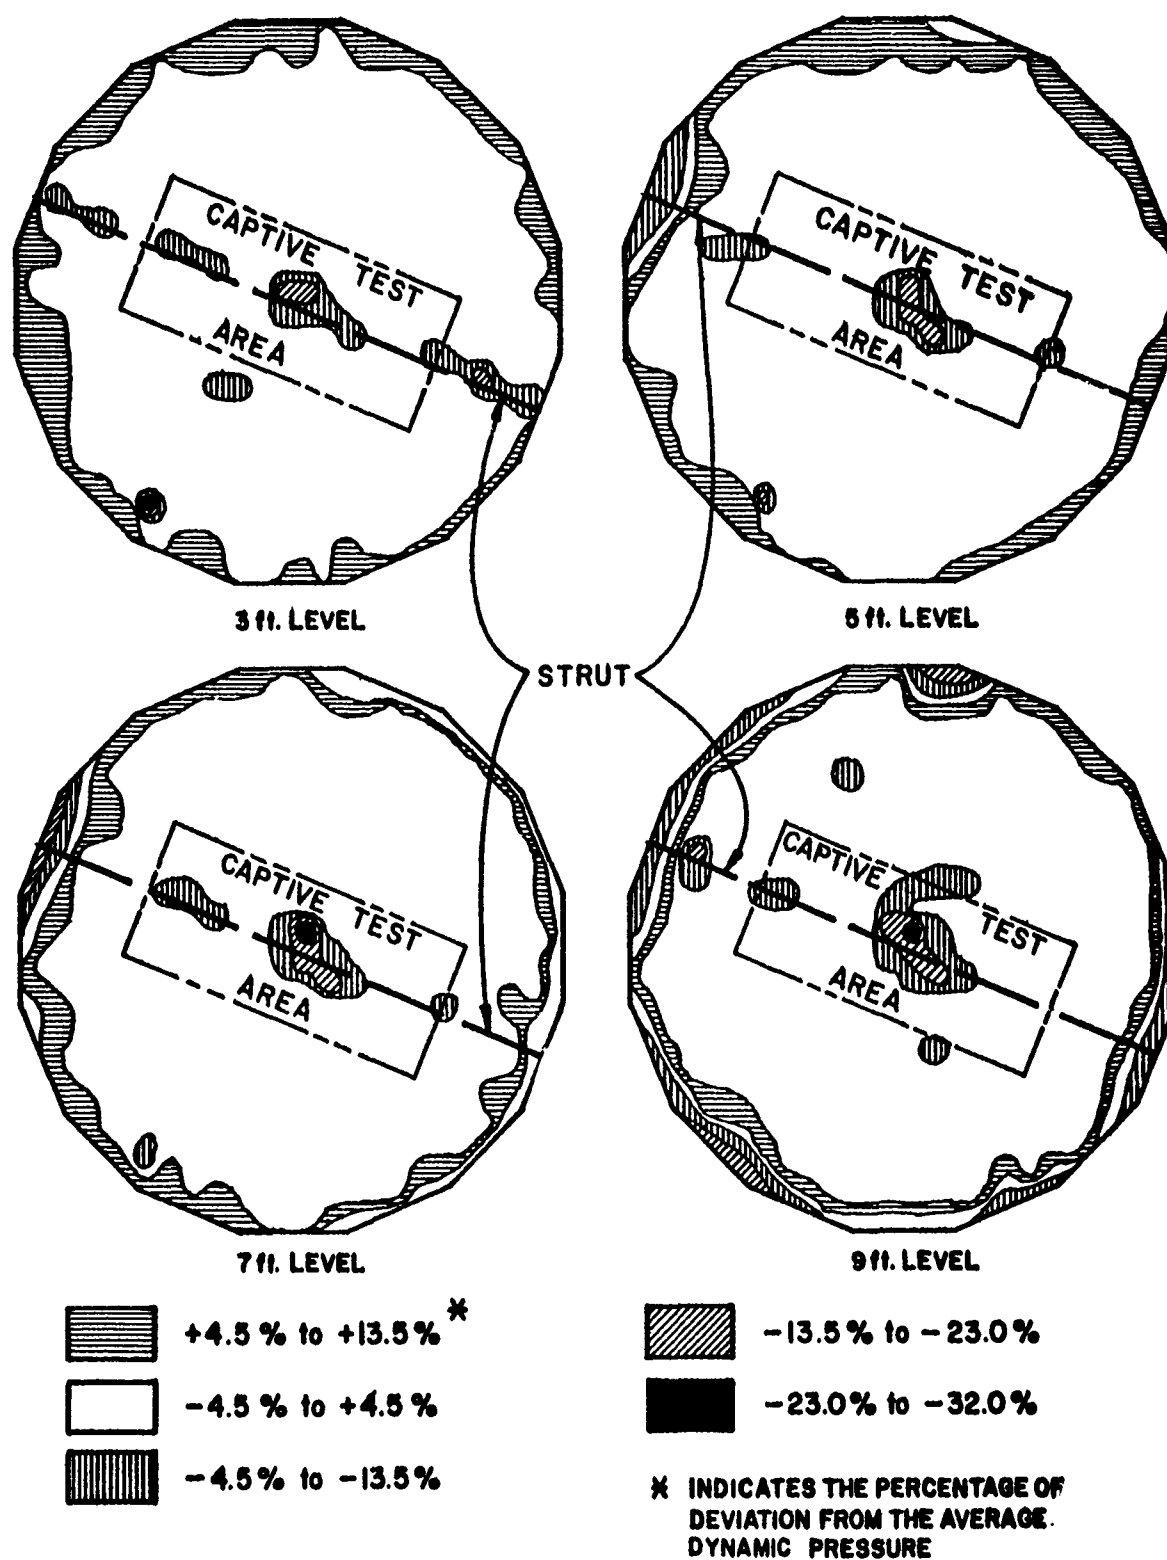 CAPTIVE TEST
AREA
3 ft. LEVEL
CAPTIVE TEST
AREA
5 ft. LEVEL
STRUT
CAPTIVE TEST
AREA
7 ft. LEVEL
CAPTIVE TEST
AREA
9 ft. LEVEL
+4.5 % to +13.5% *
-4.5 % to +4.5 %
-4.5 % to -13.5 %
-13.5 % to -23.0 %
-23.0 % to -32.0 %
* INDICATES THE PERCENTAGE OF
DEVIATION FROM THE AVERAGE.
DYNAMIC PRESSURE